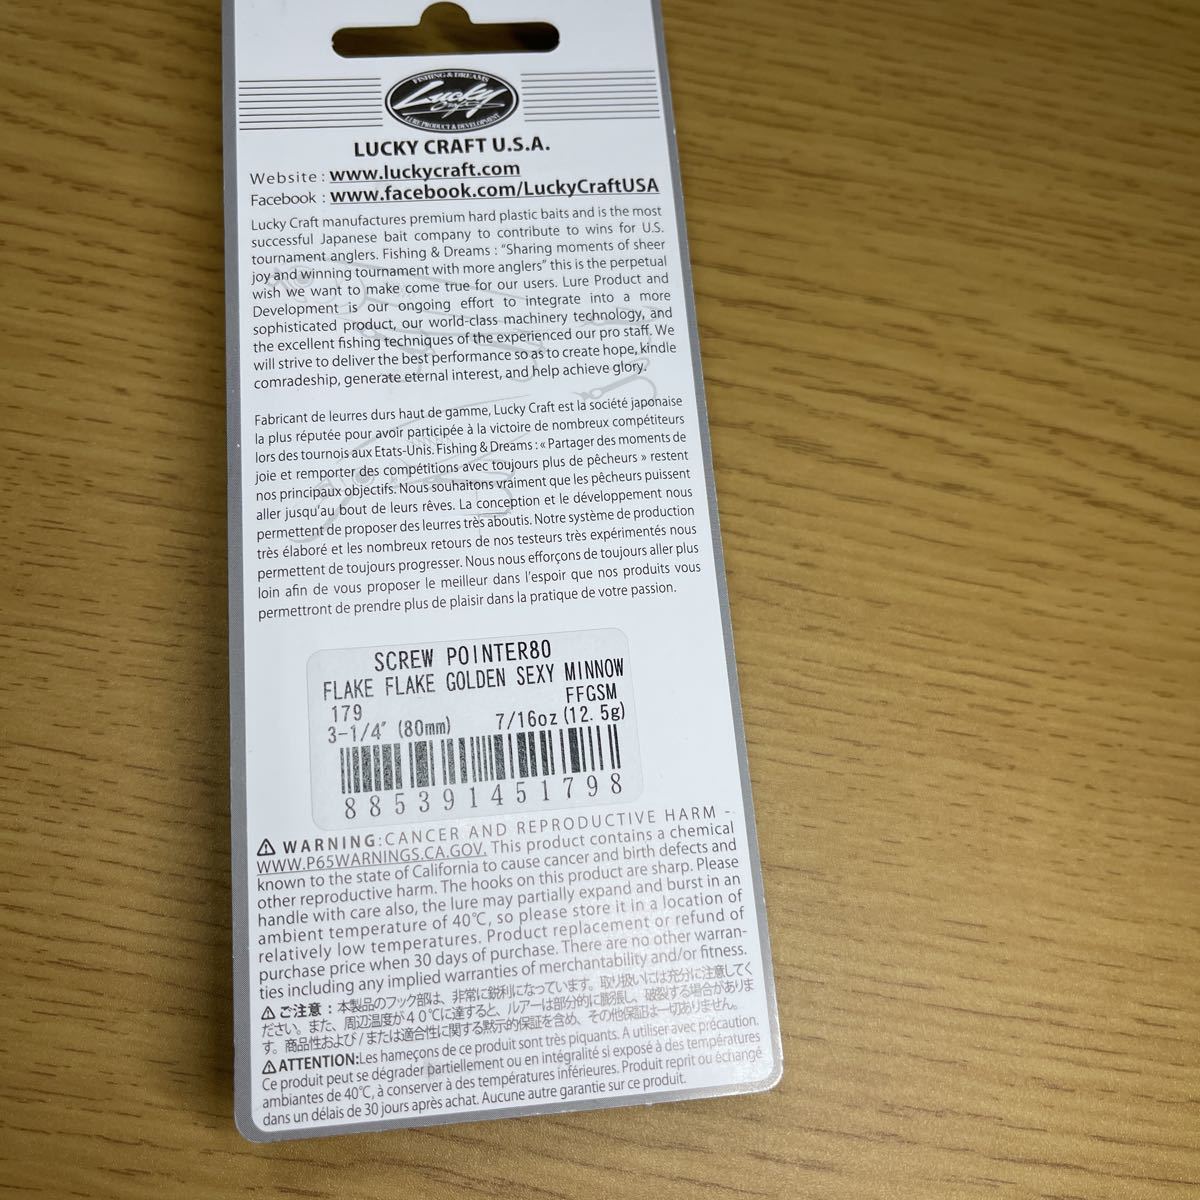 FISHING & DREAMS
Lucky Craft
LURE PRODUCT & DEVELOPMENT
LUCKY CRAFT U.S.A.
Website : www.luckycraft.com
Facebook : www.facebook.com/LuckyCraftUSA
Lucky Craft manufactures premium hard plastic baits and is the most
successful Japanese bait company to contribute to wins for U.S.
tournament anglers. Fishing & Dreams : "Sharing moments of sheer
joy and winning tournament with more anglers" this is the perpetual
wish we want to make come true for our users. Lure Product and
Development is our ongoing effort to integrate into a more
sophisticated product, our world-class machinery technology, and
the excellent fishing techniques of the experienced our pro staff. We
will strive to deliver the best performance so as to create hope, kindle
comradeship, generate eternal interest, and help achieve glory.
Fabricant de leurres durs haut de gamme, Lucky Craft est la société japonaise
la plus réputée pour avoir participée à la victoire de nombreux compétiteurs
lors des tournois aux Etats-Unis. Fishing & Dreams : « Partager des moments de
joie et remporter des compétitions avec toujours plus de pêcheurs » restent
nos principaux objectifs. Nous souhaitons vraiment que les pêcheurs puissent
aller jusqu'au bout de leurs rêves. La conception et le développement nous
permettent de proposer des leurres très aboutis. Notre système de production
très élaboré et les nombreux retours de nos testeurs très expérimentés nous
permettent de toujours progresser. Nous nous efforçons de toujours aller plus
loin afin de vous proposer le meilleur dans l'espoir que nos produits vous
permettront de prendre plus de plaisir dans la pratique de votre passion.
SCREW POINTER80
FLAKE FLAKE GOLDEN SEXY MINNOW
179 FFGSM
3-1/4" (80mm) 7/16oz (12.5g)
885391451798
⚠ WARNING:CANCER AND REPRODUCTIVE HARM -
WWW.P65WARNINGS.CA.GOV. This product contains a chemical
known to the state of California to cause cancer and birth defects and
other reproductive harm. The hooks on this product are sharp. Please
handle with care also, the lure may partially expand and burst in an
ambient temperature of 40℃, so please store it in a location of
relatively low temperatures. Product replacement or refund of
purchase price when 30 days of purchase. There are no other warran-
ties including any implied warranties of merchantability and/or fitness.
⚠ ご注意：本製品のフック部は、非常に鋭利になっています。取り扱いには充分に注意してく
ださい。また、周辺温度が４０℃に達すると、ルアーは部分的に膨張し、破裂する場合がありま
す。商品性および / または適合性に関する黙示的保証を含め、その他保証は一切ありません。
⚠ATTENTION:Les hameçons de ce produit sont très piquants. A utiliser avec précaution.
Ce produit peut se dégrader partiellement ou en intégralité si exposé à des températures
ambiantes de 40℃, à conserver à des températures inférieures. Produit reprit ou échangé
dans un délais de 30 jours après achat. Aucune autre garantie sur ce produit.